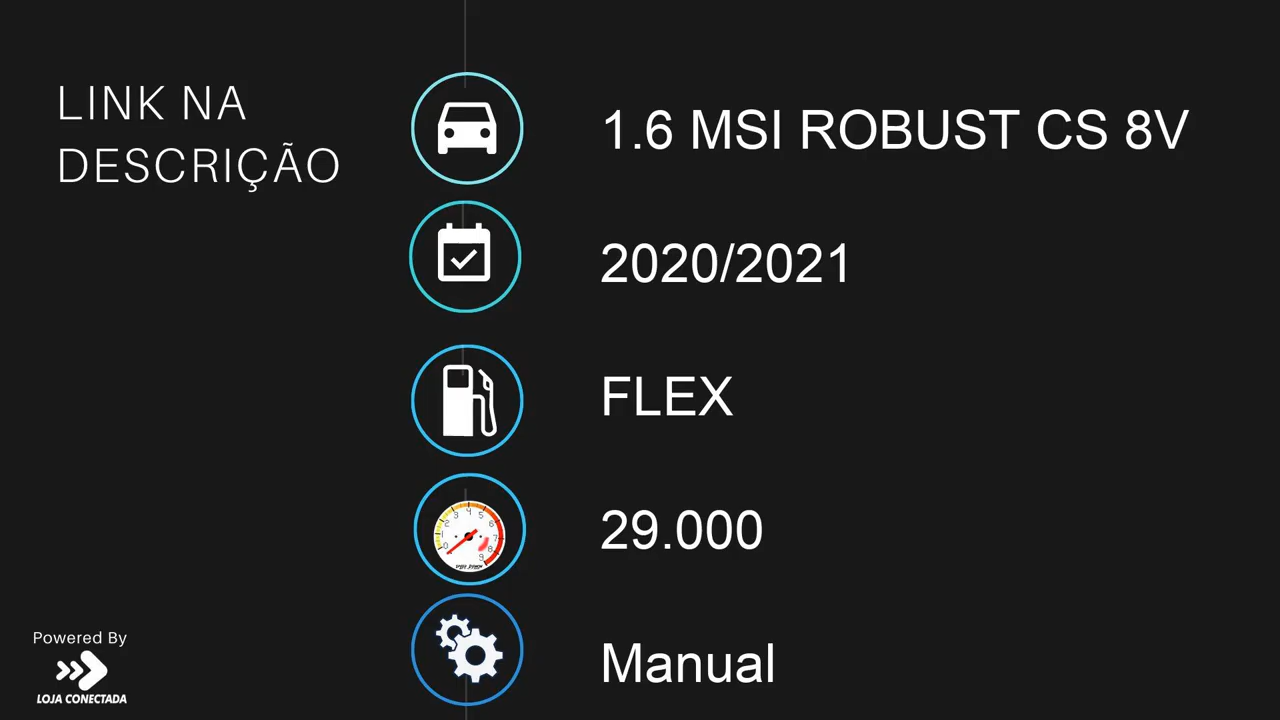 LINK NA
DESCRIÇÃO
1.6 MSI ROBUST CS 8V
2020/2021
FLEX
29.000
Manual
Powered By
LOJA CONECTADA